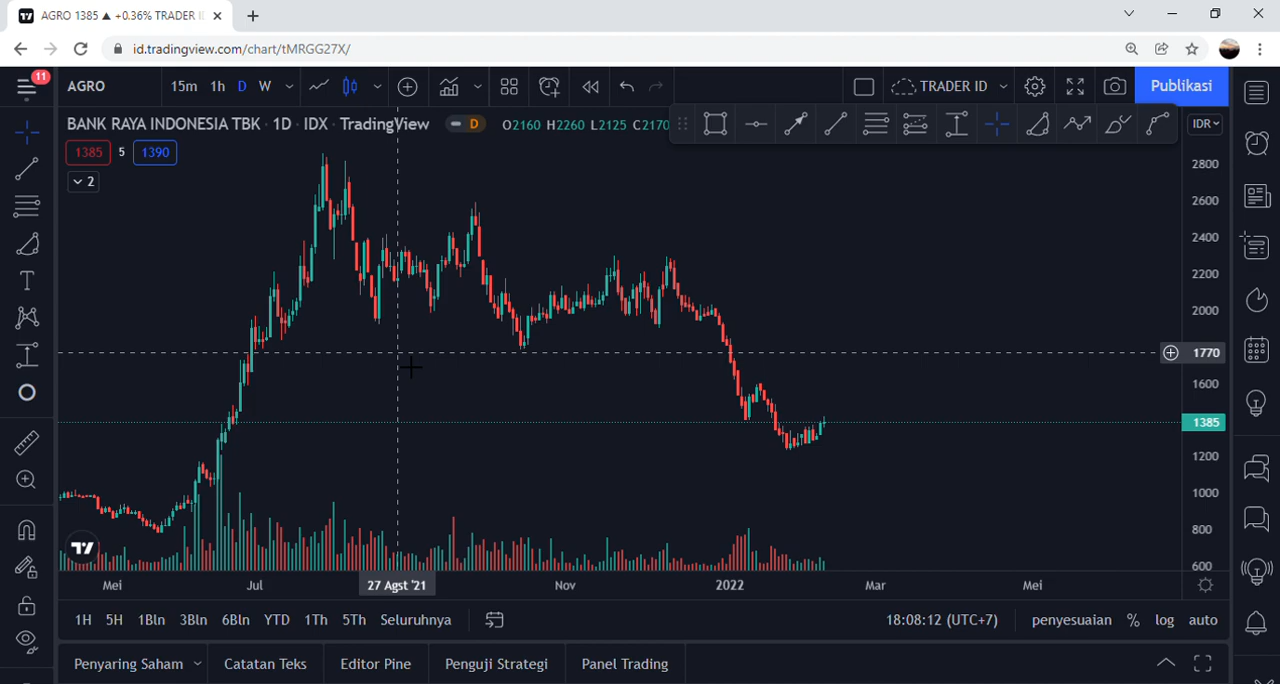 AGRO 1385 ▲ +0.36% TRADER I
id.tradingview.com/chart/tMRGG27X/
11
AGRO 15m 1h D W TRADER ID Publikasi
BANK RAYA INDONESIA TBK · 1D · IDX · TradingView D O2160 H2260 L2125 C2170 IDR
1385 5 1390
2
2800
2600
2400
2200
2000
1770
1600
1385
1200
1000
800
600
Mei Jul 27 Agst '21 Nov 2022 Mar Mei
1H 5H 1Bln 3Bln 6Bln YTD 1Th 5Th Seluruhnya 18:08:12 (UTC+7) penyesuaian % log auto
Penyaring Saham Catatan Teks Editor Pine Penguji Strategi Panel Trading